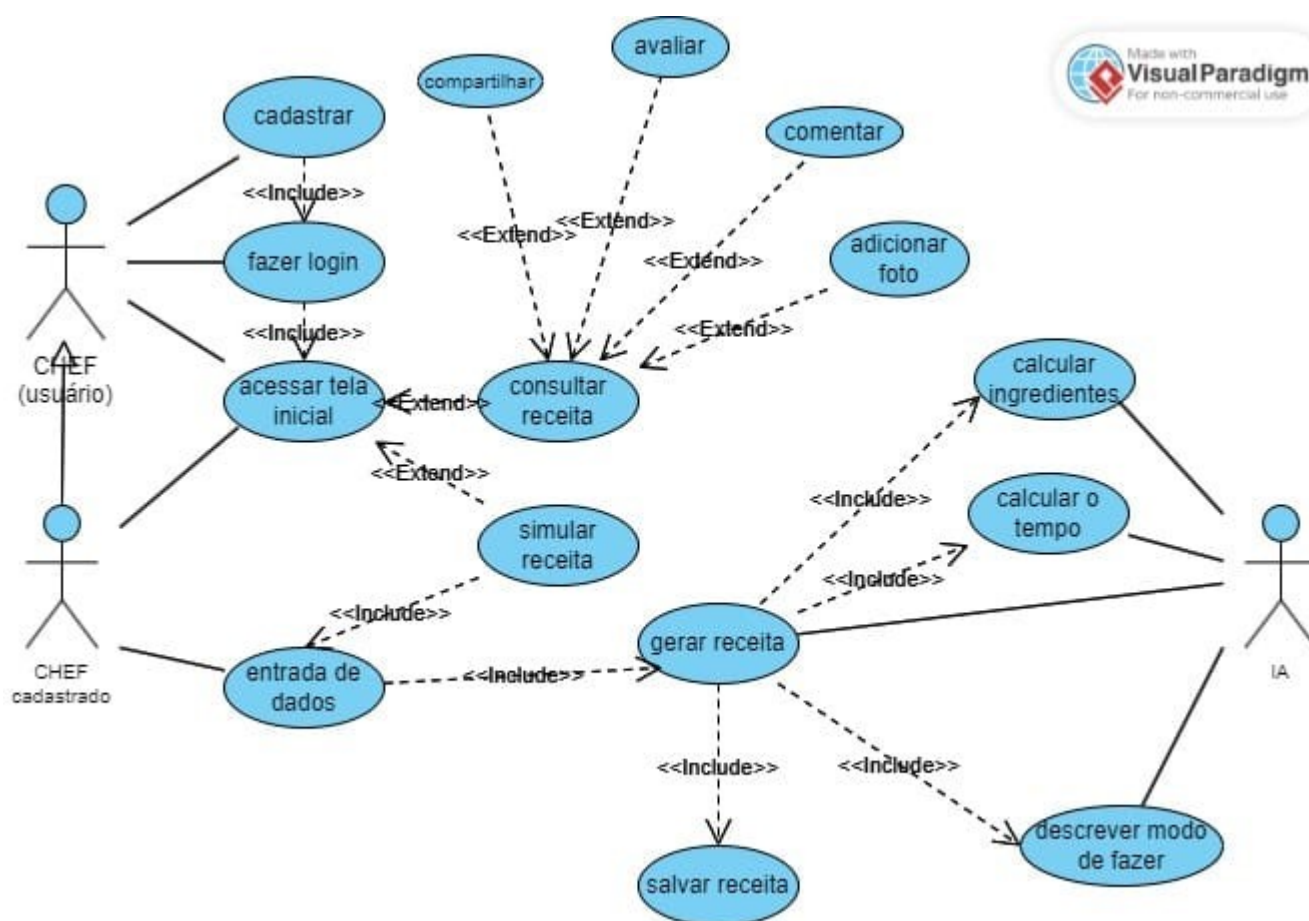 avaliar
compartilhar
Made with
Visual Paradigm
For non-commercial use
cadastrar
comentar
<<Include>>
<<Extend>>
<<Extend>>
<<Extend>>
adicionar
foto
fazer login
<<Include>>
<<Extend>>
CHEF
(usuário)
acessar tela
inicial
<<Extend>>
consultar
receita
calcular
ingredientes
<<Extend>>
<<Include>>
calcular o
tempo
simular
receita
<<Include>>
<<Include>>
gerar receita
CHEF
cadastrado
entrada de
dados
<<Include>>
IA
<<Include>>
<<Include>>
descrever modo
de fazer
salvar receita